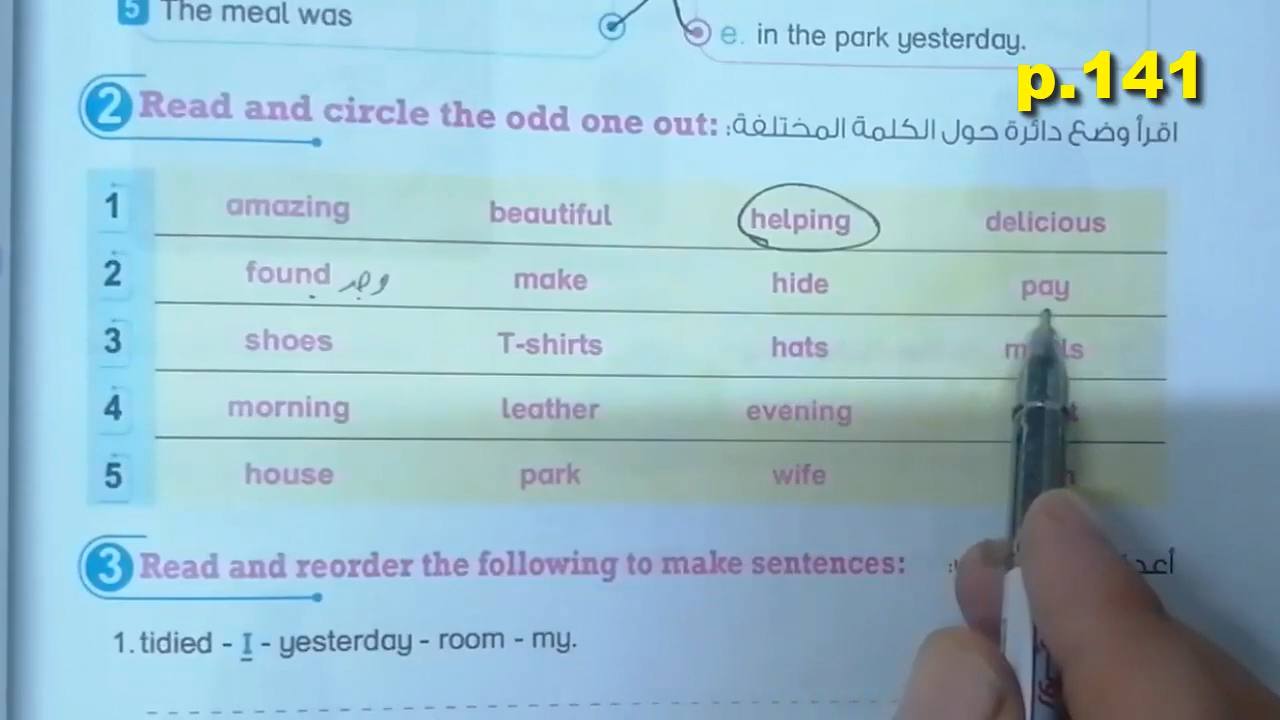 5 The meal was
e. in the park yesterday.
p.141
2 Read and circle the odd one out: اقرأ وضع دائرة حول الكلمة المختلفة:
1 amazing beautiful helping delicious
2 found وجد make hide pay
3 shoes T-shirts hats
4 morning leather evening
5 house park wife
3 Read and reorder the following to make sentences:
1. tidied - I - yesterday - room - my.